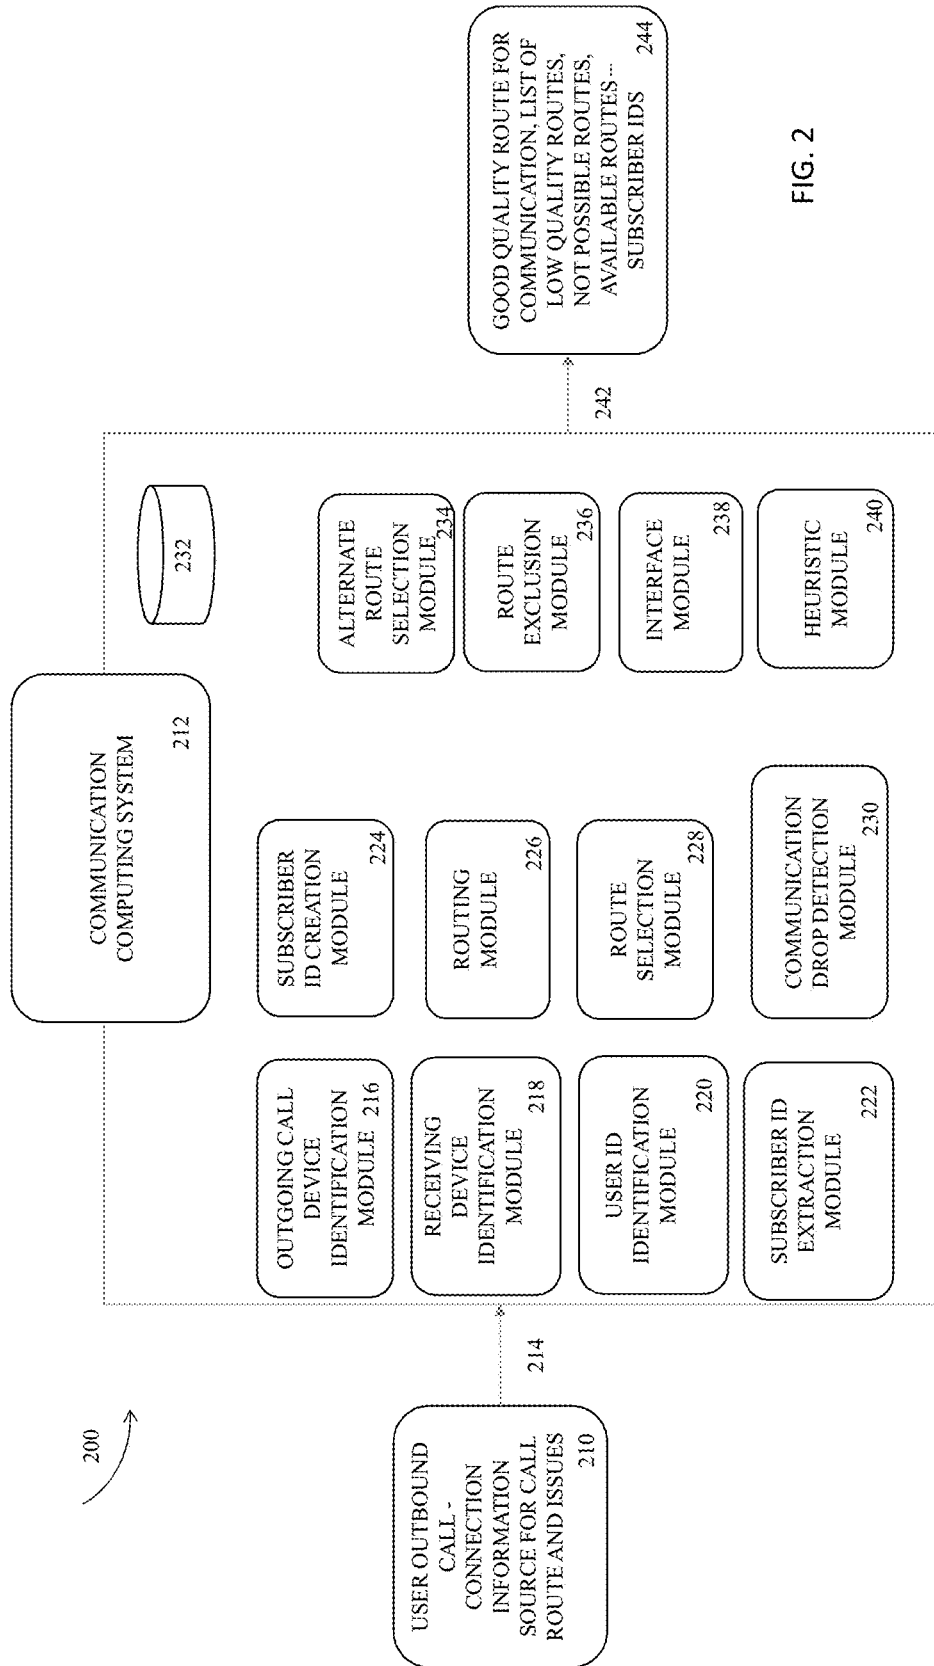 200
COMMUNICATION
COMPUTING SYSTEM
212
232
USER OUTBOUND
CALL -
CONNECTION
INFORMATION
SOURCE FOR CALL
ROUTE AND ISSUES
210
214
OUTGOING CALL
DEVICE
IDENTIFICATION
MODULE 216
RECEIVING
DEVICE
IDENTIFICATION
MODULE
218
USER ID
IDENTIFICATION
MODULE
220
SUBSCRIBER ID
EXTRACTION
MODULE
222
SUBSCRIBER
ID CREATION
MODULE
224
ROUTING
MODULE
226
ROUTE
SELECTION
MODULE
228
COMMUNICATION
DROP DETECTION
MODULE
230
ALTERNATE
ROUTE
SELECTION
MODULE
234
ROUTE
EXCLUSION
MODULE
236
INTERFACE
MODULE
238
HEURISTIC
MODULE
240
242
GOOD QUALITY ROUTE FOR
COMMUNICATION, LIST OF
LOW QUALITY ROUTES,
NOT POSSIBLE ROUTES,
AVAILABLE ROUTES --
SUBSCRIBER IDS
244
FIG. 2